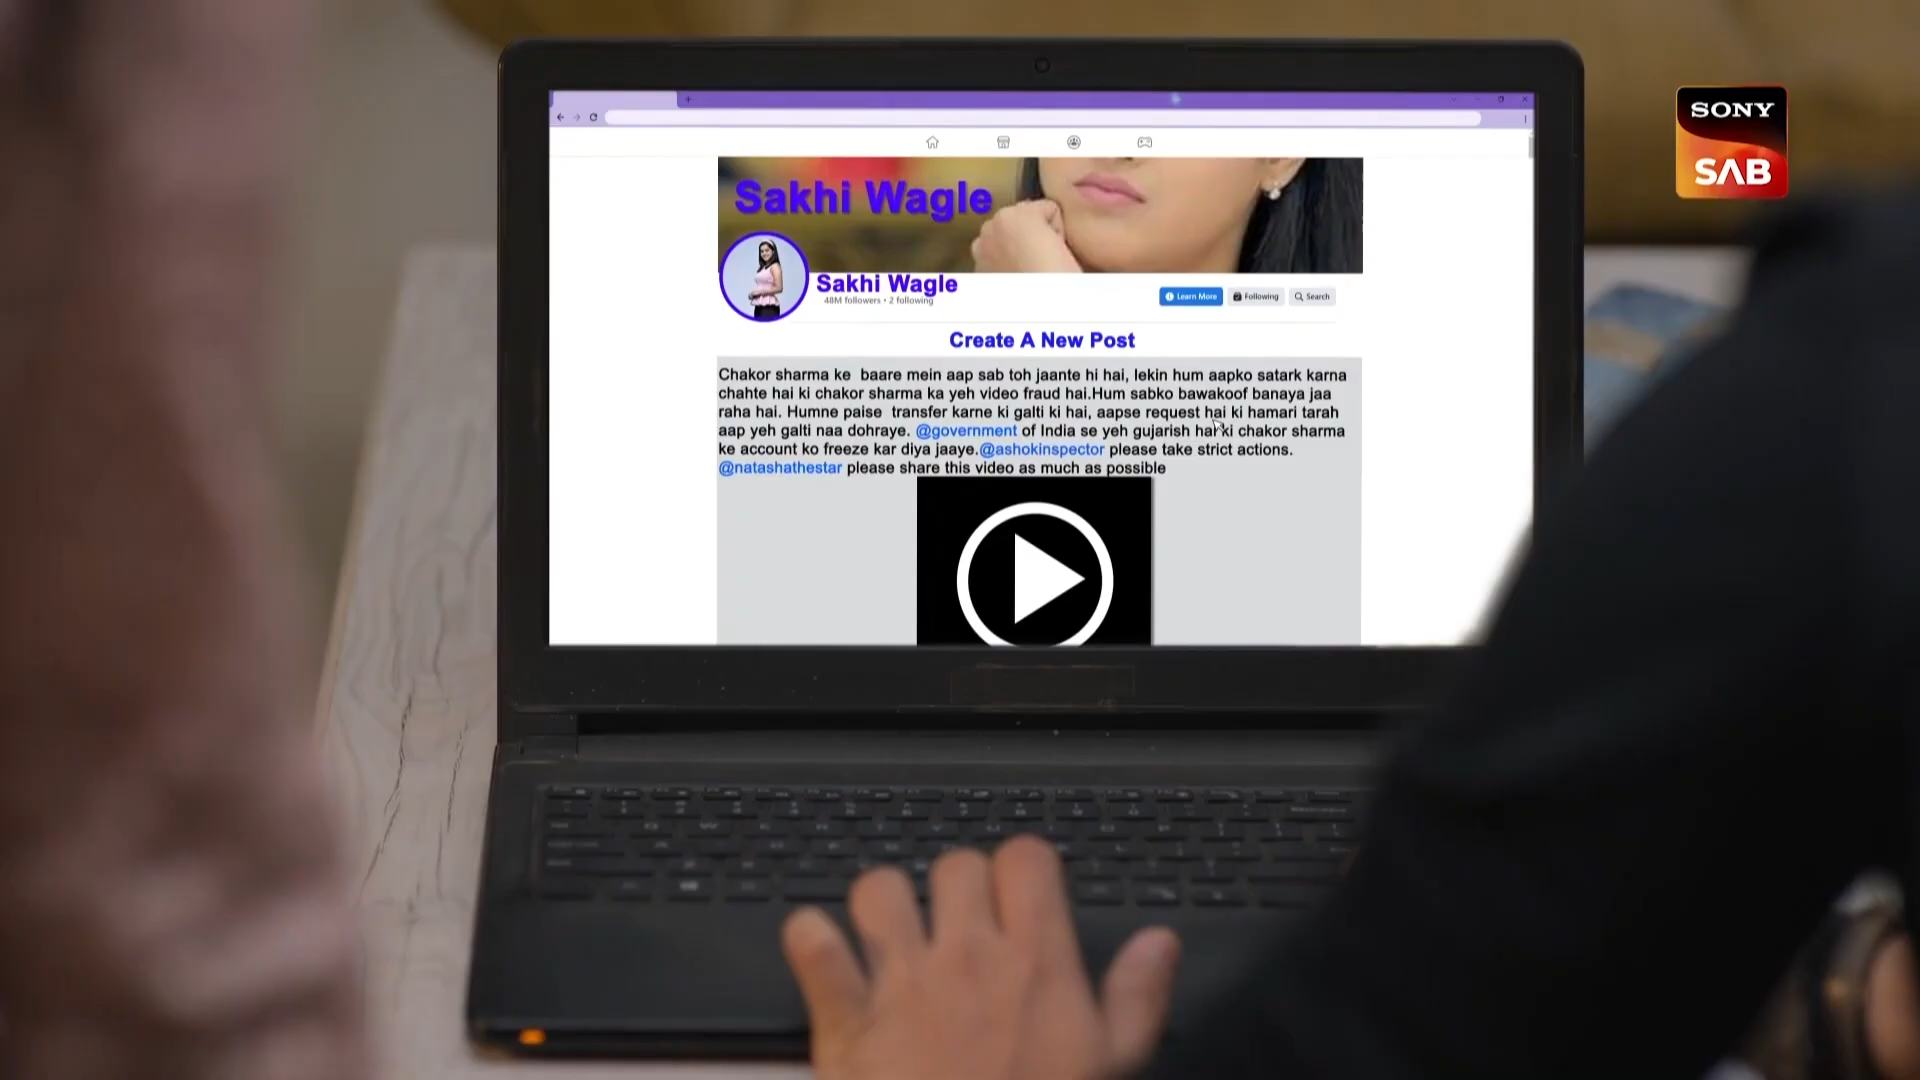 SONY
SAB
Sakhi Wagle
Sakhi Wagle
48M followers • 2 following
Learn More
Following
Search
Create A New Post
Chakor sharma ke baare mein aap sab toh jaante hi hai, lekin hum aapko satark karna
chahte hai ki chakor sharma ka yeh video fraud hai.Hum sabko bawakoof banaya jaa
raha hai. Humne paise transfer karne ki galti ki hai, aapse request hai ki hamari tarah
aap yeh galti naa dohraye. @government of India se yeh gujarish hai ki chakor sharma
ke account ko freeze kar diya jaaye.@ashokinspector please take strict actions.
@natashathestar please share this video as much as possible